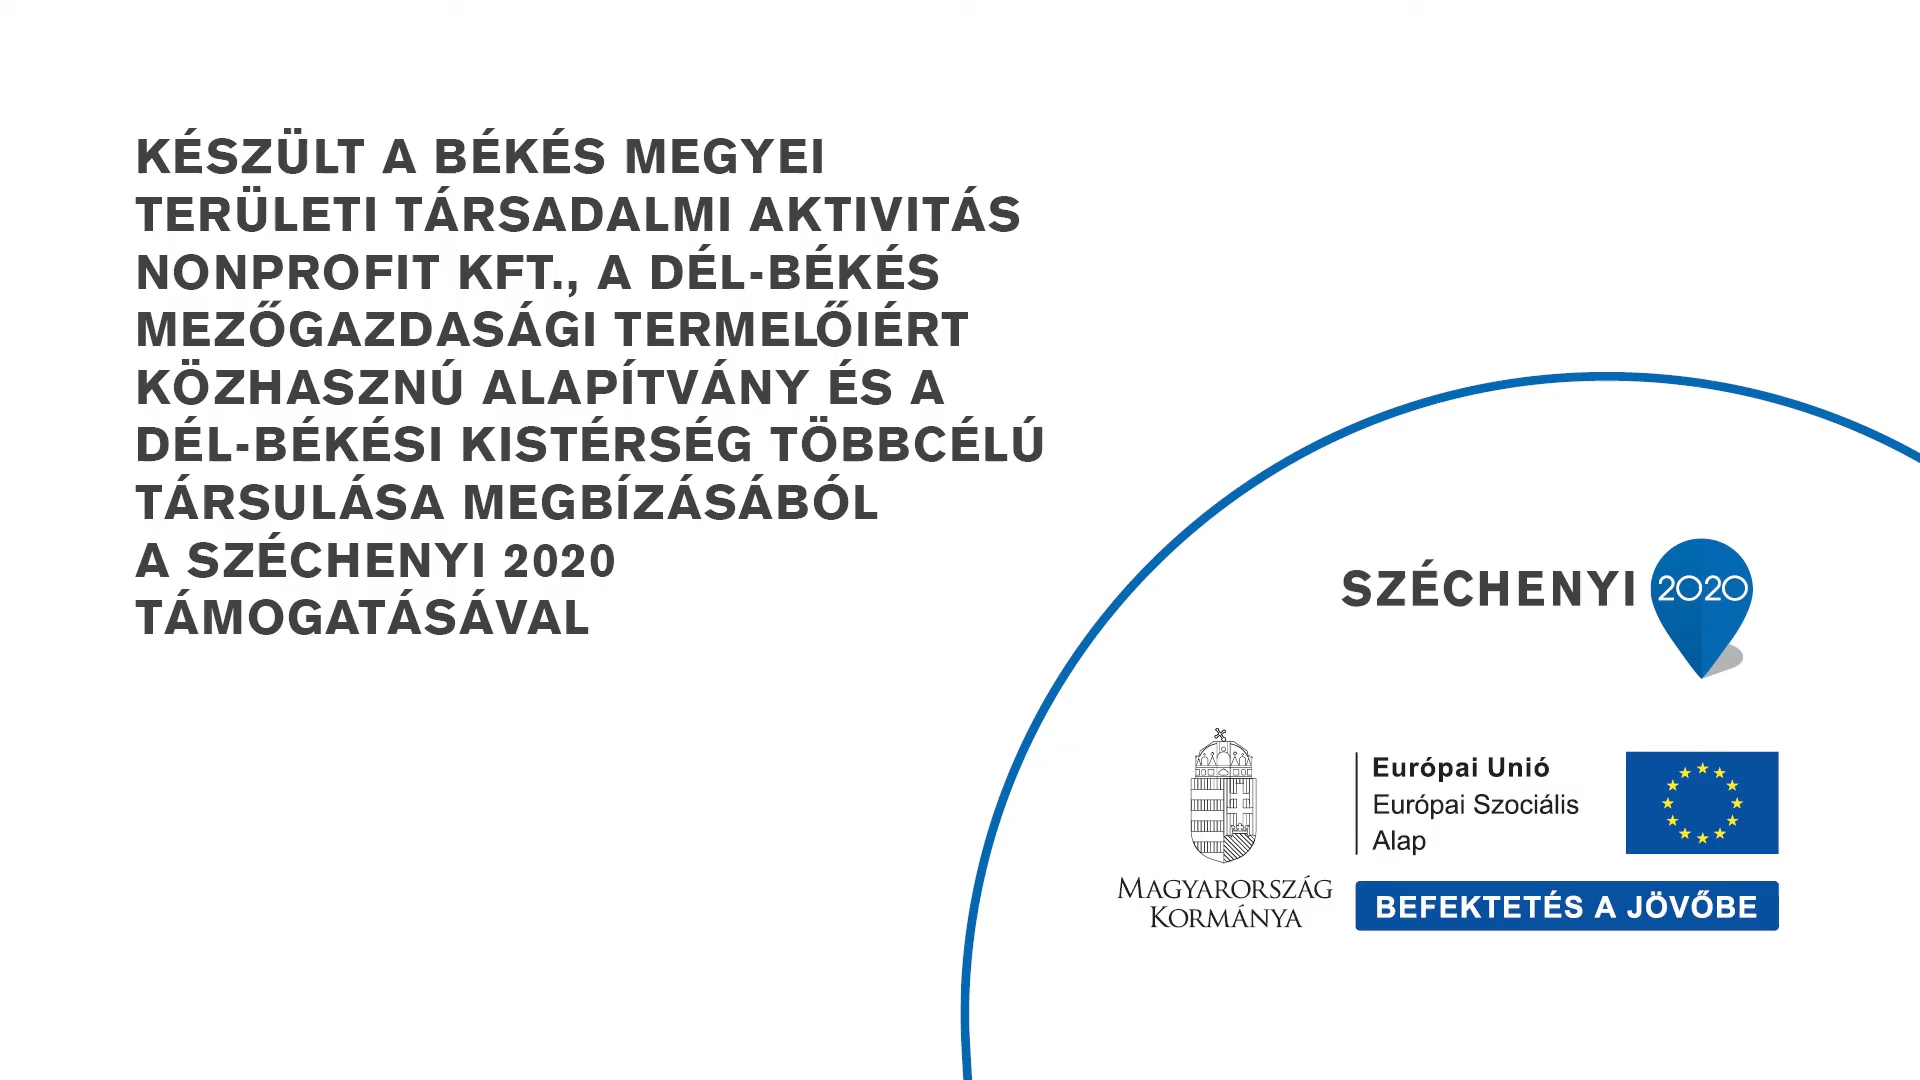 KÉSZÜLT A BÉKÉS MEGYEI
TERÜLETI TÁRSADALMI AKTIVITÁS
NONPROFIT KFT., A DÉL-BÉKÉS
MEZŐGAZDASÁGI TERMELŐIÉRT
KÖZHASZNÚ ALAPÍTVÁNY ÉS A
DÉL-BÉKÉSI KISTÉRSÉG TÖBBCÉLÚ
TÁRSULÁSA MEGBÍZÁSÁBÓL
A SZÉCHENYI 2020
TÁMOGATÁSÁVAL
SZÉCHENYI 2020
MAGYARORSZÁG
KORMÁNYA
Európai Unió
Európai Szociális
Alap
BEFEKTETÉS A JÖVŐBE